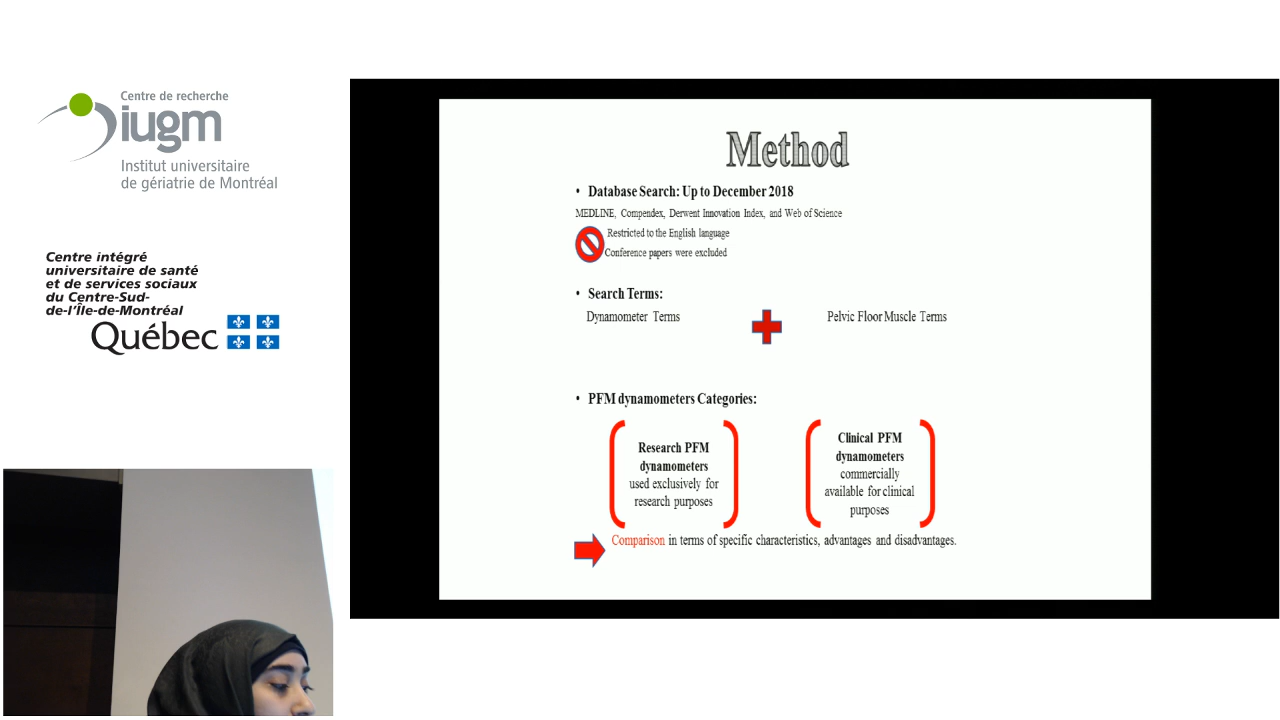 Centre de recherche
iugm
Institut universitaire
de gériatrie de Montréal
Centre intégré
universitaire de santé
et de services sociaux
du Centre-Sud-
de-l'Île-de-Montréal
Québec
Method
• Database Search: Up to December 2018
MEDLINE, Compendex, Derwent Innovation Index, and Web of Science
Restricted to the English language
Conference papers were excluded
• Search Terms:
Dynamometer Terms
Pelvic Floor Muscle Terms
• PFM dynamometers Categories:
Research PFM
dynamometers
used exclusively for
research purposes
Clinical PFM
dynamometers
commercially
available for clinical
purposes
Comparison in terms of specific characteristics, advantages and disadvantages.